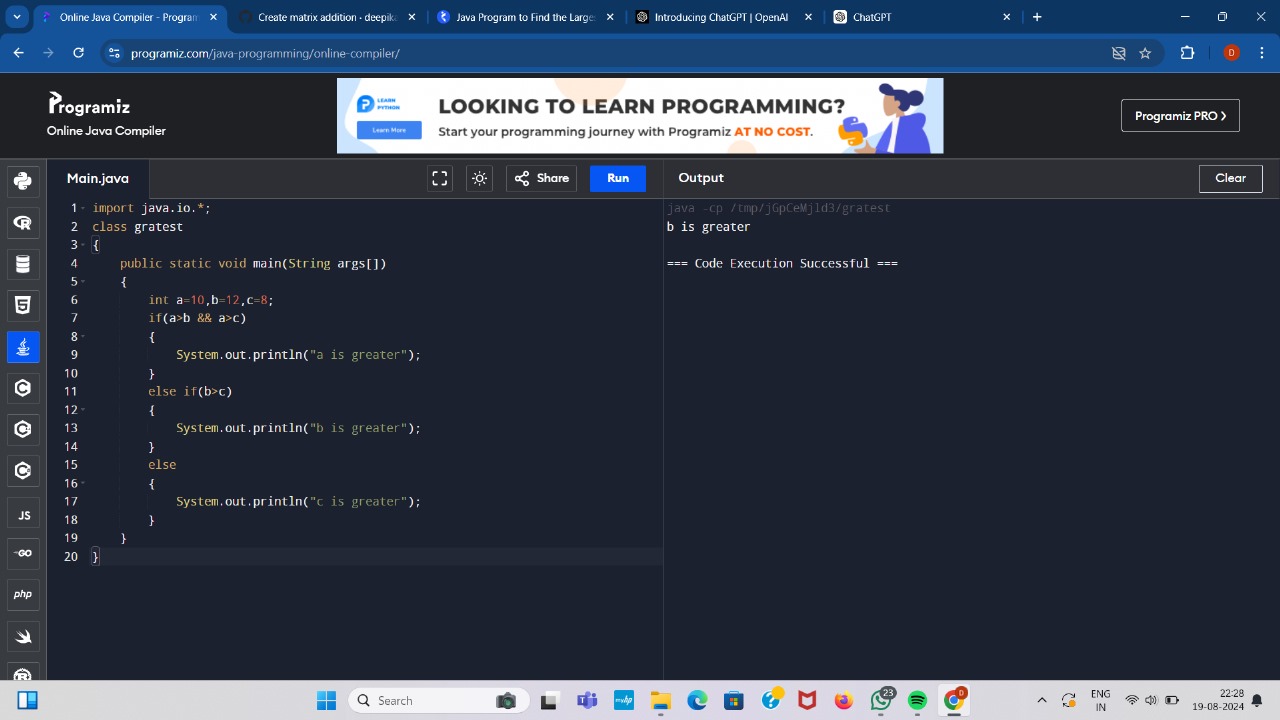 Online Java Compiler - Program
Create matrix addition · deepika
Java Program to Find the Larges
Introducing ChatGPT | OpenAI
ChatGPT
programiz.com/java-programming/online-compiler/
D
Programiz
Online Java Compiler
LEARN
PYTHON
Learn More
LOOKING TO LEARN PROGRAMMING?
Start your programming journey with Programiz AT NO COST.
Programiz PRO ❯
Main.java
Share
Run
Output
Clear
1 import java.io.*;
2 class gratest
3 {
4 public static void main(String args[])
5 {
6 int a=10,b=12,c=8;
7 if(a>b && a>c)
8 {
9 System.out.println("a is greater");
10 }
11 else if(b>c)
12 {
13 System.out.println("b is greater");
14 }
15 else
16 {
17 System.out.println("c is greater");
18 }
19 }
20 }
java -cp /tmp/jGpCeMjld3/gratest
b is greater
=== Code Execution Successful ===
JS
GO
php
Search
myhp
23
D
ENG
IN
22:28
19-08-2024